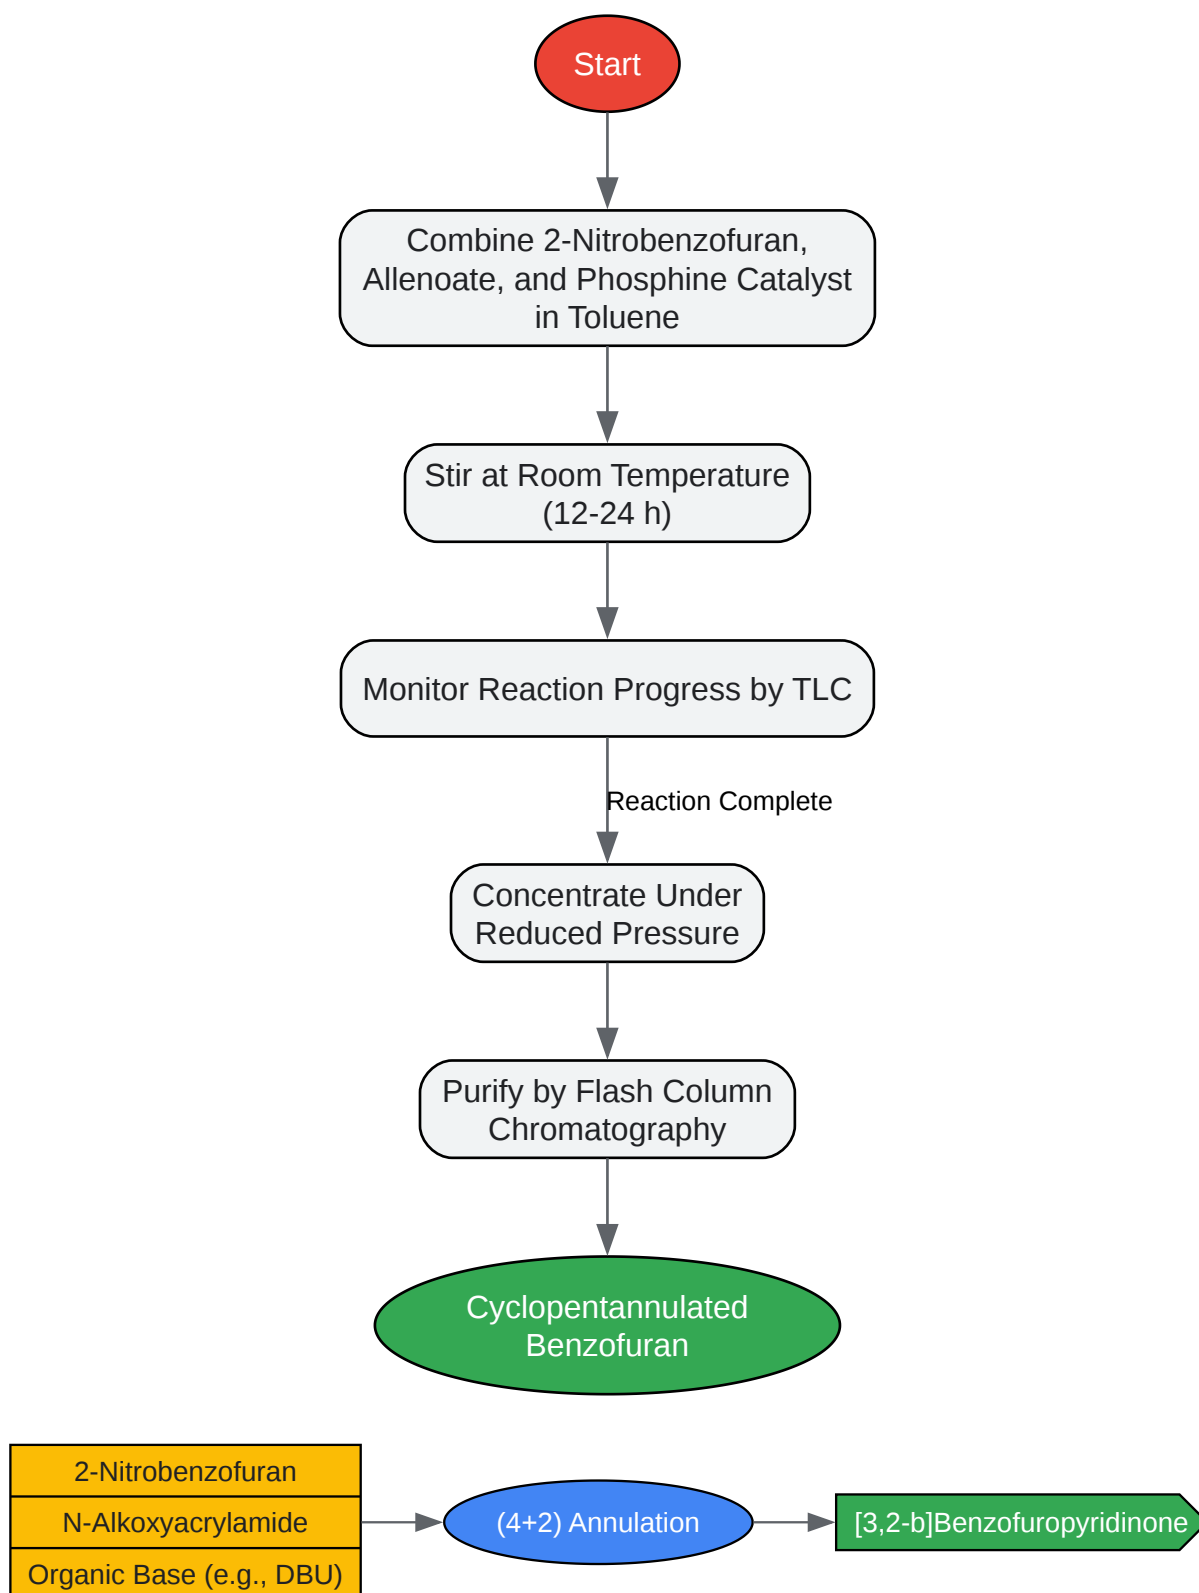 Start
Combine 2-Nitrobenzofuran,
Allenoate, and Phosphine Catalyst
in Toluene
Stir at Room Temperature
(12-24 h)
Monitor Reaction Progress by TLC
Reaction Complete
Concentrate Under
Reduced Pressure
Purify by Flash Column
Chromatography
Cyclopentannulated
Benzofuran
2-Nitrobenzofuran
N-Alkoxyacrylamide
Organic Base (e.g., DBU)
(4+2) Annulation
[3,2-b]Benzofuropyridinone